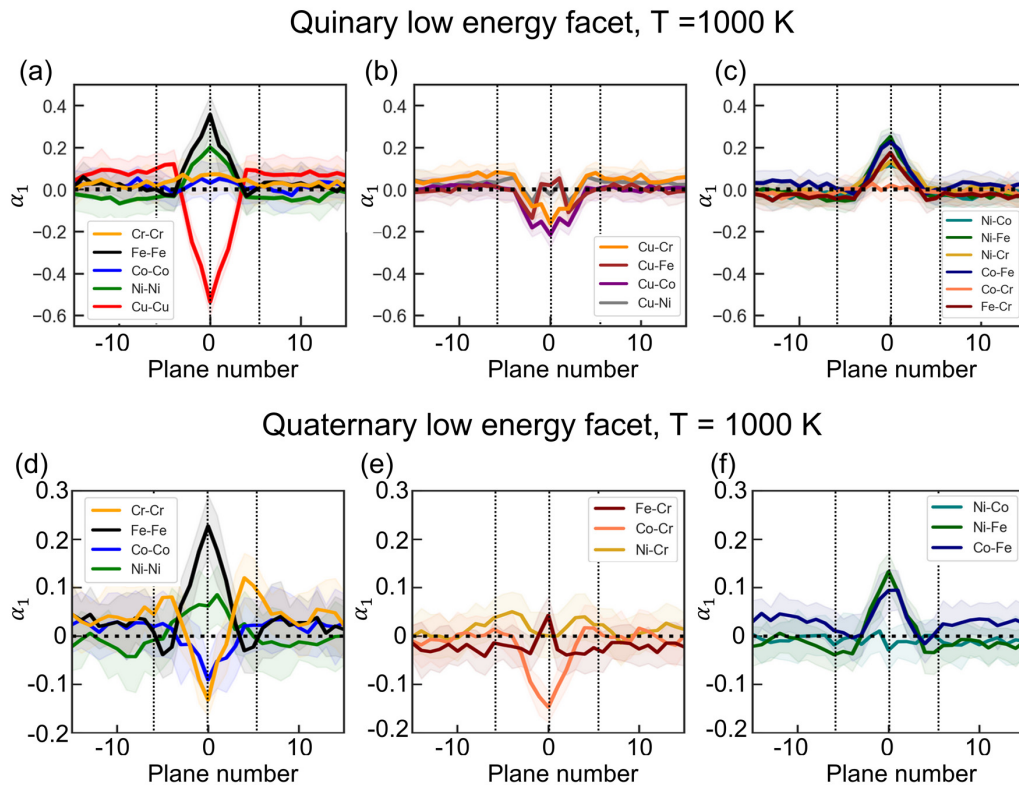 Quinary low energy facet, T =1000 K
(a)
(b)
(c)
α1
0.4
0.2
0.0
−0.2
−0.4
−0.6
Cr-Cr
Fe-Fe
Co-Co
Ni-Ni
Cu-Cu
-10
0
10
Plane number
α1
0.4
0.2
0.0
−0.2
−0.4
−0.6
Cu-Cr
Cu-Fe
Cu-Co
Cu-Ni
-10
0
10
Plane number
α1
0.4
0.2
0.0
−0.2
−0.4
−0.6
Ni-Co
Ni-Fe
Ni-Cr
Co-Fe
Co-Cr
Fe-Cr
-10
0
10
Plane number
Quaternary low energy facet, T = 1000 K
(d)
(e)
(f)
α1
0.3
0.2
0.1
0
-0.1
-0.2
Cr-Cr
Fe-Fe
Co-Co
Ni-Ni
-10
0
10
Plane number
α1
0.3
0.2
0.1
0
-0.1
-0.2
Fe-Cr
Co-Cr
Ni-Cr
-10
0
10
Plane number
α1
0.3
0.2
0.1
0
-0.1
-0.2
Ni-Co
Ni-Fe
Co-Fe
-10
0
10
Plane number